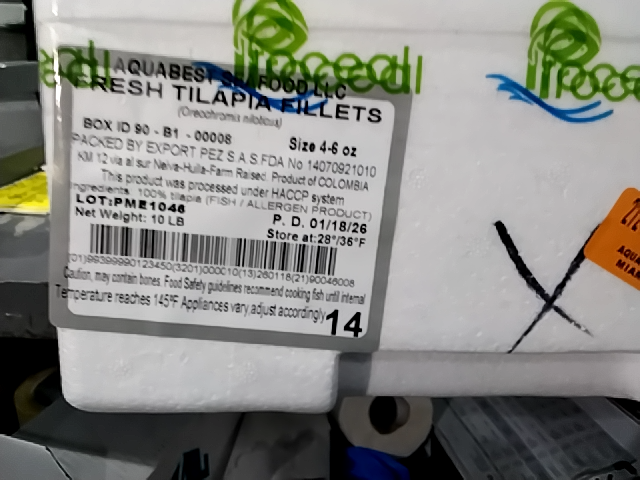 Proceal
AQUABEST SEAFOOD LLC
FRESH TILAPIA FILLETS
(Oreochromis niloticus)
BOX ID 90 - B1 - 00008
Size 4-6 oz
PACKED BY EXPORT PEZ S.A.S FDA No 14070921010
KM 12 via al sur Neiva-Huila-Farm Raised. Product of COLOMBIA
This product was processed under HACCP system
Ingredients: 100% tilapia (FISH / ALLERGEN PRODUCT)
LOT:PME1046
P. D. 01/18/26
Net Weight: 10 LB
Store at:28°/36°F
Caution, may contain bones. Food Safety guidelines recommend cooking fish until internal
Temperature reaches 145°F Appliances vary,adjust accordingly
14
X
AQUA
MIA